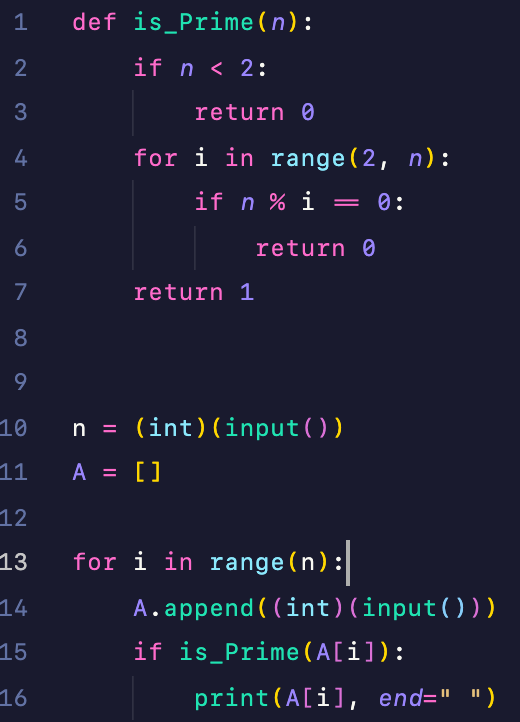 1 def is_Prime(n):
2     if n < 2:
3         return 0
4     for i in range(2, n):
5         if n % i == 0:
6             return 0
7     return 1
8
9
10 n = (int)(input())
11 A = []
12
13 for i in range(n):
14     A.append((int)(input()))
15     if is_Prime(A[i]):
16         print(A[i], end=" ")